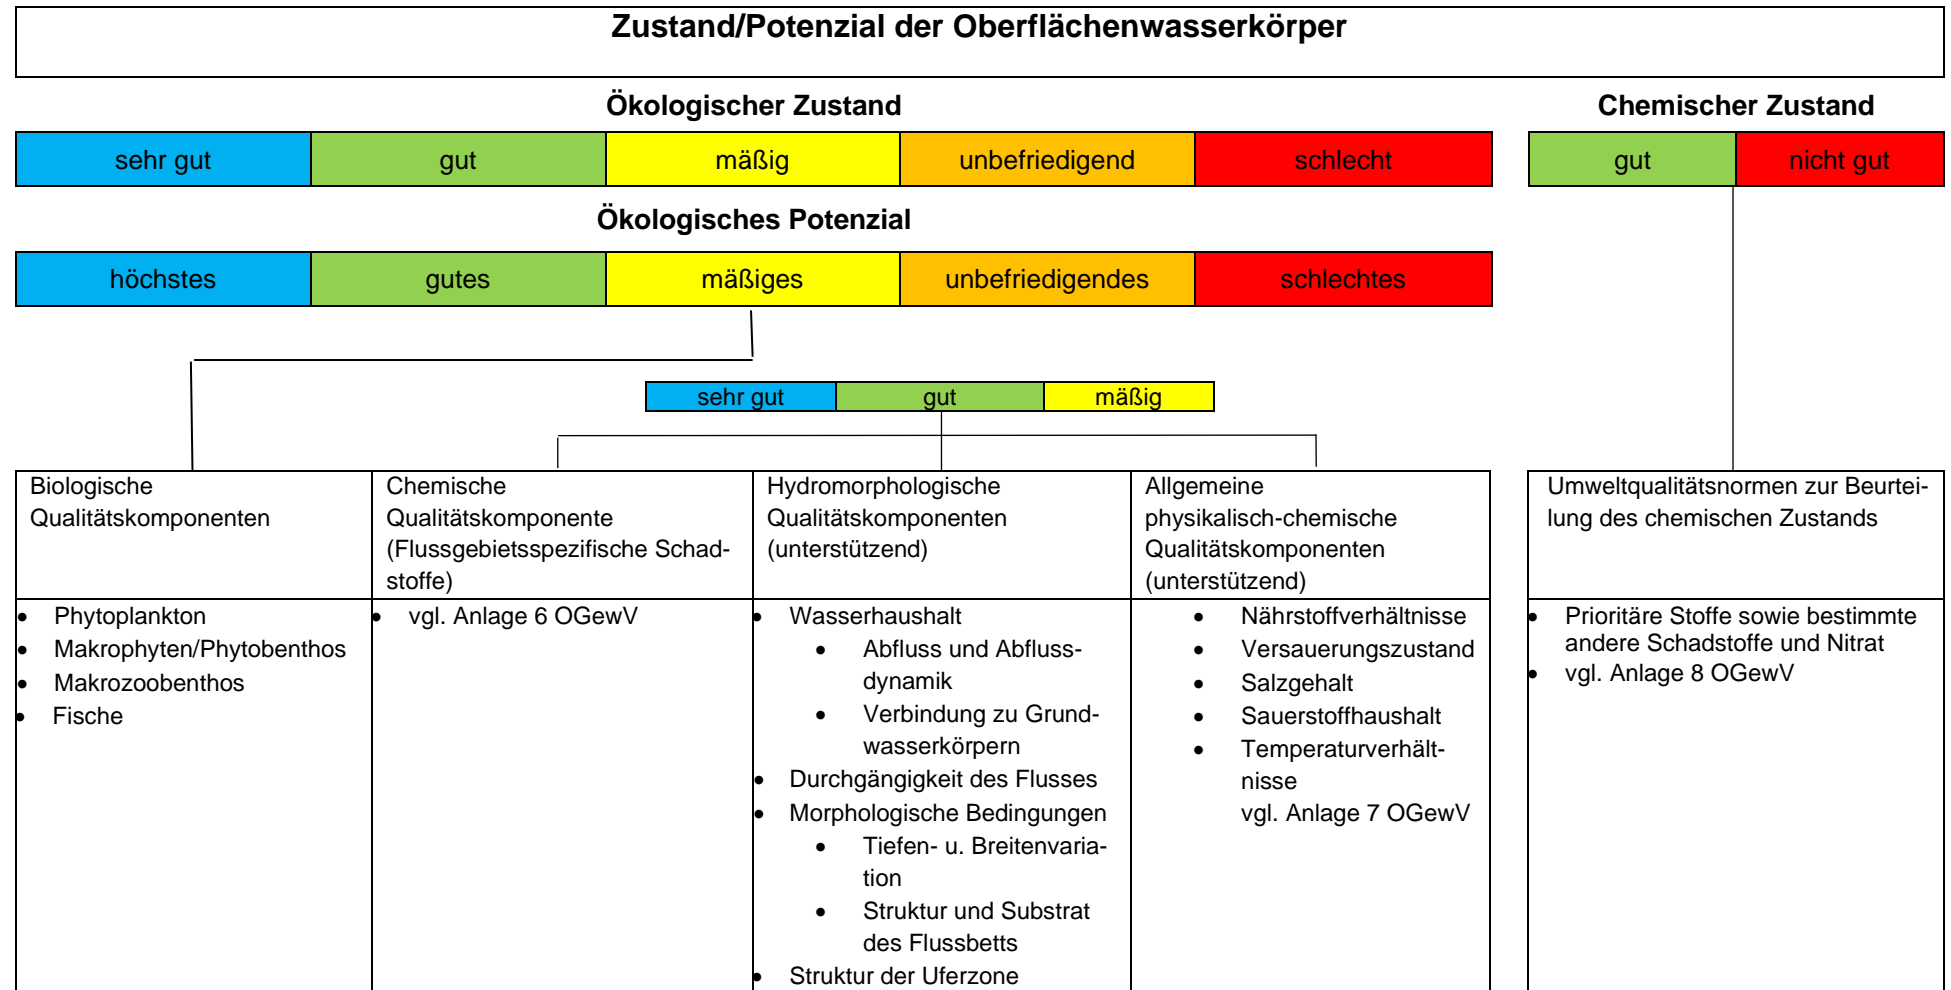 Zustand/Potenzial der Oberflächenwasserkörper
Ökologischer Zustand
Chemischer Zustand
sehr gut
gut
mäßig
unbefriedigend
schlecht
gut
nicht gut
Ökologisches Potenzial
höchstes
gutes
mäßiges
unbefriedigendes
schlechtes
sehr gut
gut
mäßig
Biologische
Qualitätskomponenten
Chemische
Qualitätskomponente
(Flussgebietsspezifische Schad-
stoffe)
Hydromorphologische
Qualitätskomponenten
(unterstützend)
Allgemeine
physikalisch-chemische
Qualitätskomponenten
(unterstützend)
Umweltqualitätsnormen zur Beurtei-
lung des chemischen Zustands
• Phytoplankton
• Makrophyten/Phytobenthos
• Makrozoobenthos
• Fische
• vgl. Anlage 6 OGewV
• Wasserhaushalt
• Abfluss und Abfluss-
dynamik
• Verbindung zu Grund-
wasserkörpern
• Durchgängigkeit des Flusses
• Morphologische Bedingungen
• Tiefen- u. Breitenvaria-
tion
• Struktur und Substrat
des Flussbetts
• Struktur der Uferzone
• Nährstoffverhältnisse
• Versauerungszustand
• Salzgehalt
• Sauerstoffhaushalt
• Temperaturverhält-
nisse
vgl. Anlage 7 OGewV
• Prioritäre Stoffe sowie bestimmte
andere Schadstoffe und Nitrat
• vgl. Anlage 8 OGewV